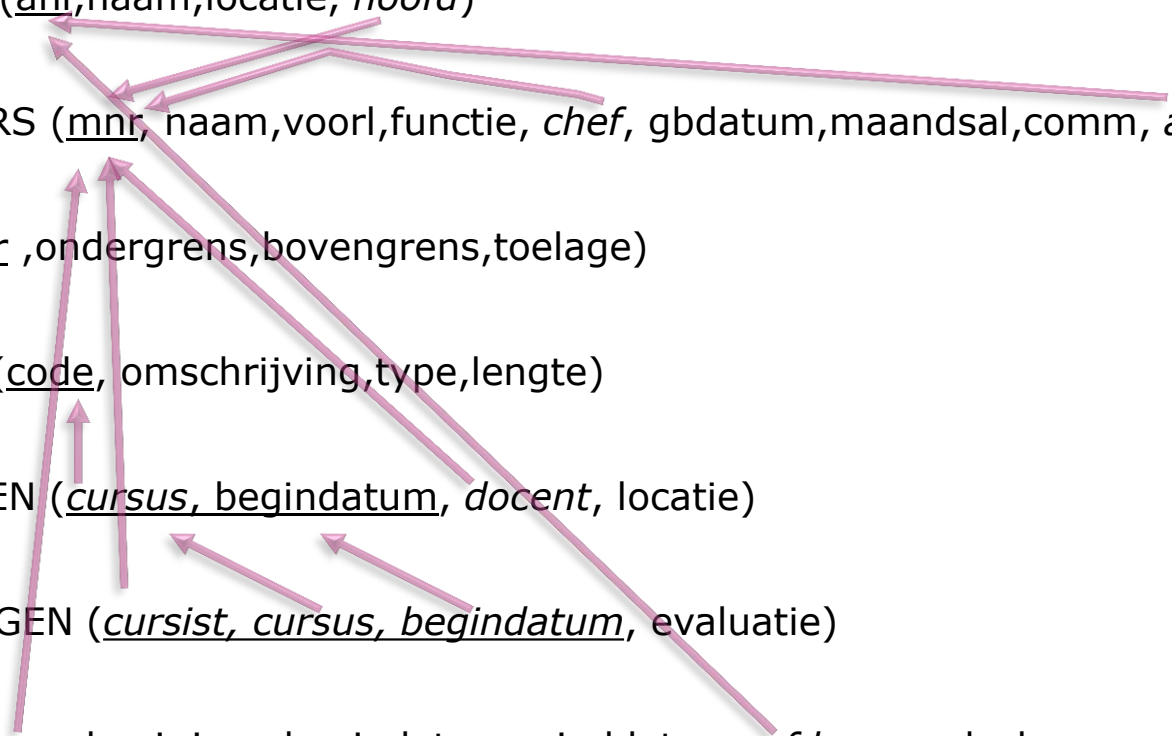 (anr,naam,locatie, hoofd)
RS (mnr, naam,voorl,functie, chef, gbdatum,maandsal,comm, a
r ,ondergrens,bovengrens,toelage)
(code, omschrijving,type,lengte)
EN (cursus, begindatum, docent, locatie)
GEN (cursist, cursus, begindatum, evaluatie)